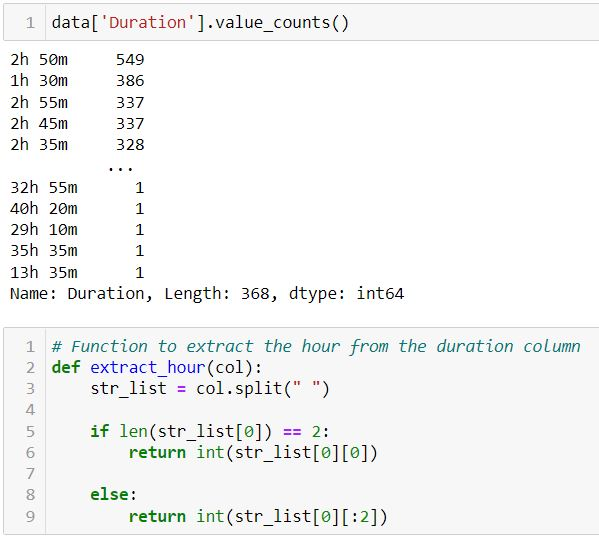 1 data['Duration'].value_counts()
2h 50m 549
1h 30m 386
2h 55m 337
2h 45m 337
2h 35m 328
...
32h 55m 1
40h 20m 1
29h 10m 1
35h 35m 1
13h 35m 1
Name: Duration, Length: 368, dtype: int64
1 # Function to extract the hour from the duration column
2 def extract_hour(col):
3     str_list = col.split(" ")
4
5     if len(str_list[0]) == 2:
6         return int(str_list[0][0])
7
8     else:
9         return int(str_list[0][:2])